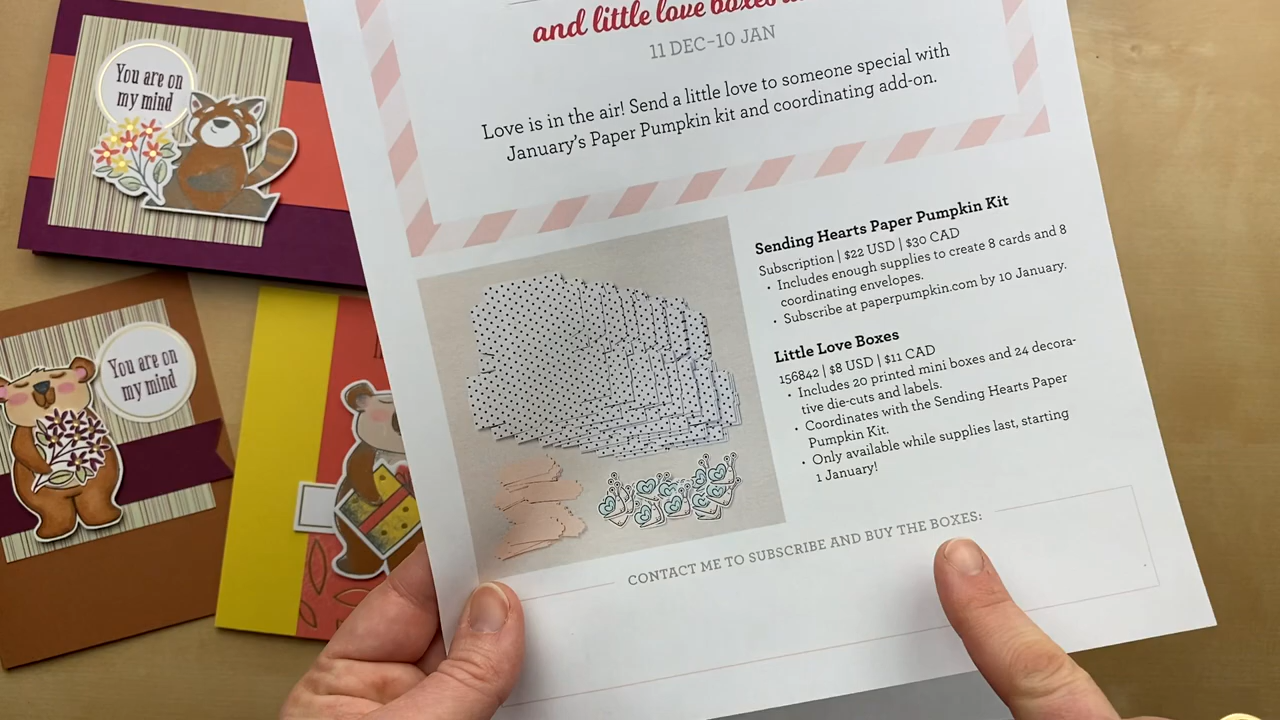 You are on
my mind
You are on
my mind
and little love boxes
11 DEC–10 JAN
Love is in the air! Send a little love to someone special with
January's Paper Pumpkin kit and coordinating add-on.
Sending Hearts Paper Pumpkin Kit
Subscription | $22 USD | $30 CAD
• Includes enough supplies to create 8 cards and 8
coordinating envelopes.
• Subscribe at paperpumpkin.com by 10 January.
Little Love Boxes
156842 | $8 USD | $11 CAD
• Includes 20 printed mini boxes and 24 decora-
tive die-cuts and labels.
• Coordinates with the Sending Hearts Paper
Pumpkin Kit.
• Only available while supplies last, starting
1 January!
CONTACT ME TO SUBSCRIBE AND BUY THE BOXES: